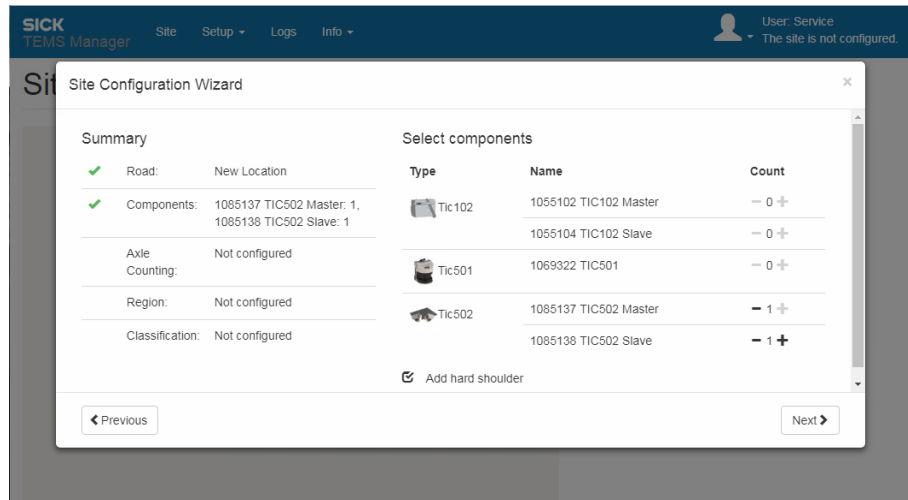 SICK
TEMS Manager
Site
Setup
Logs
Info
User: Service
The site is not configured.
Sit
Site Configuration Wizard
×
Summary
Road: New Location
Components: 1085137 TIC502 Master: 1,
1085138 TIC502 Slave: 1
Axle
Counting: Not configured
Region: Not configured
Classification: Not configured
Select components
Type Name Count
Tic102 1055102 TIC102 Master − 0 +
1055104 TIC102 Slave − 0 +
Tic501 1069322 TIC501 − 0 +
Tic502 1085137 TIC502 Master − 1 +
1085138 TIC502 Slave − 1 +
Add hard shoulder
Previous
Next